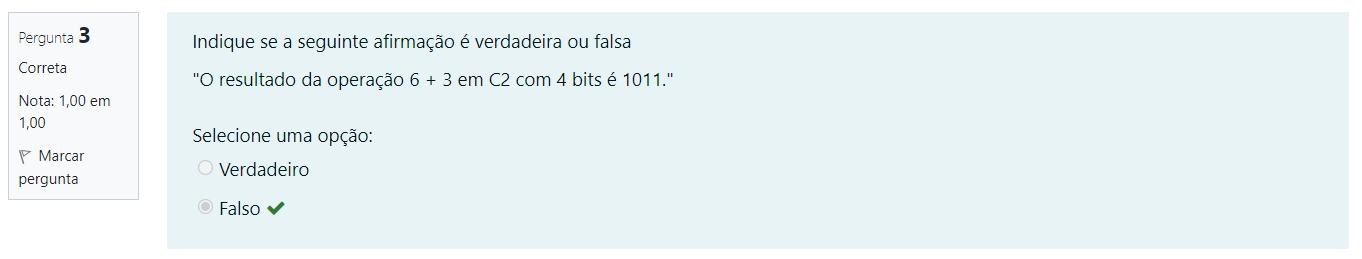 Pergunta 3
Correta
Nota: 1,00 em
1,00
Marcar
pergunta
Indique se a seguinte afirmação é verdadeira ou falsa
"O resultado da operação 6 + 3 em C2 com 4 bits é 1011."
Selecione uma opção:
Verdadeiro
Falso